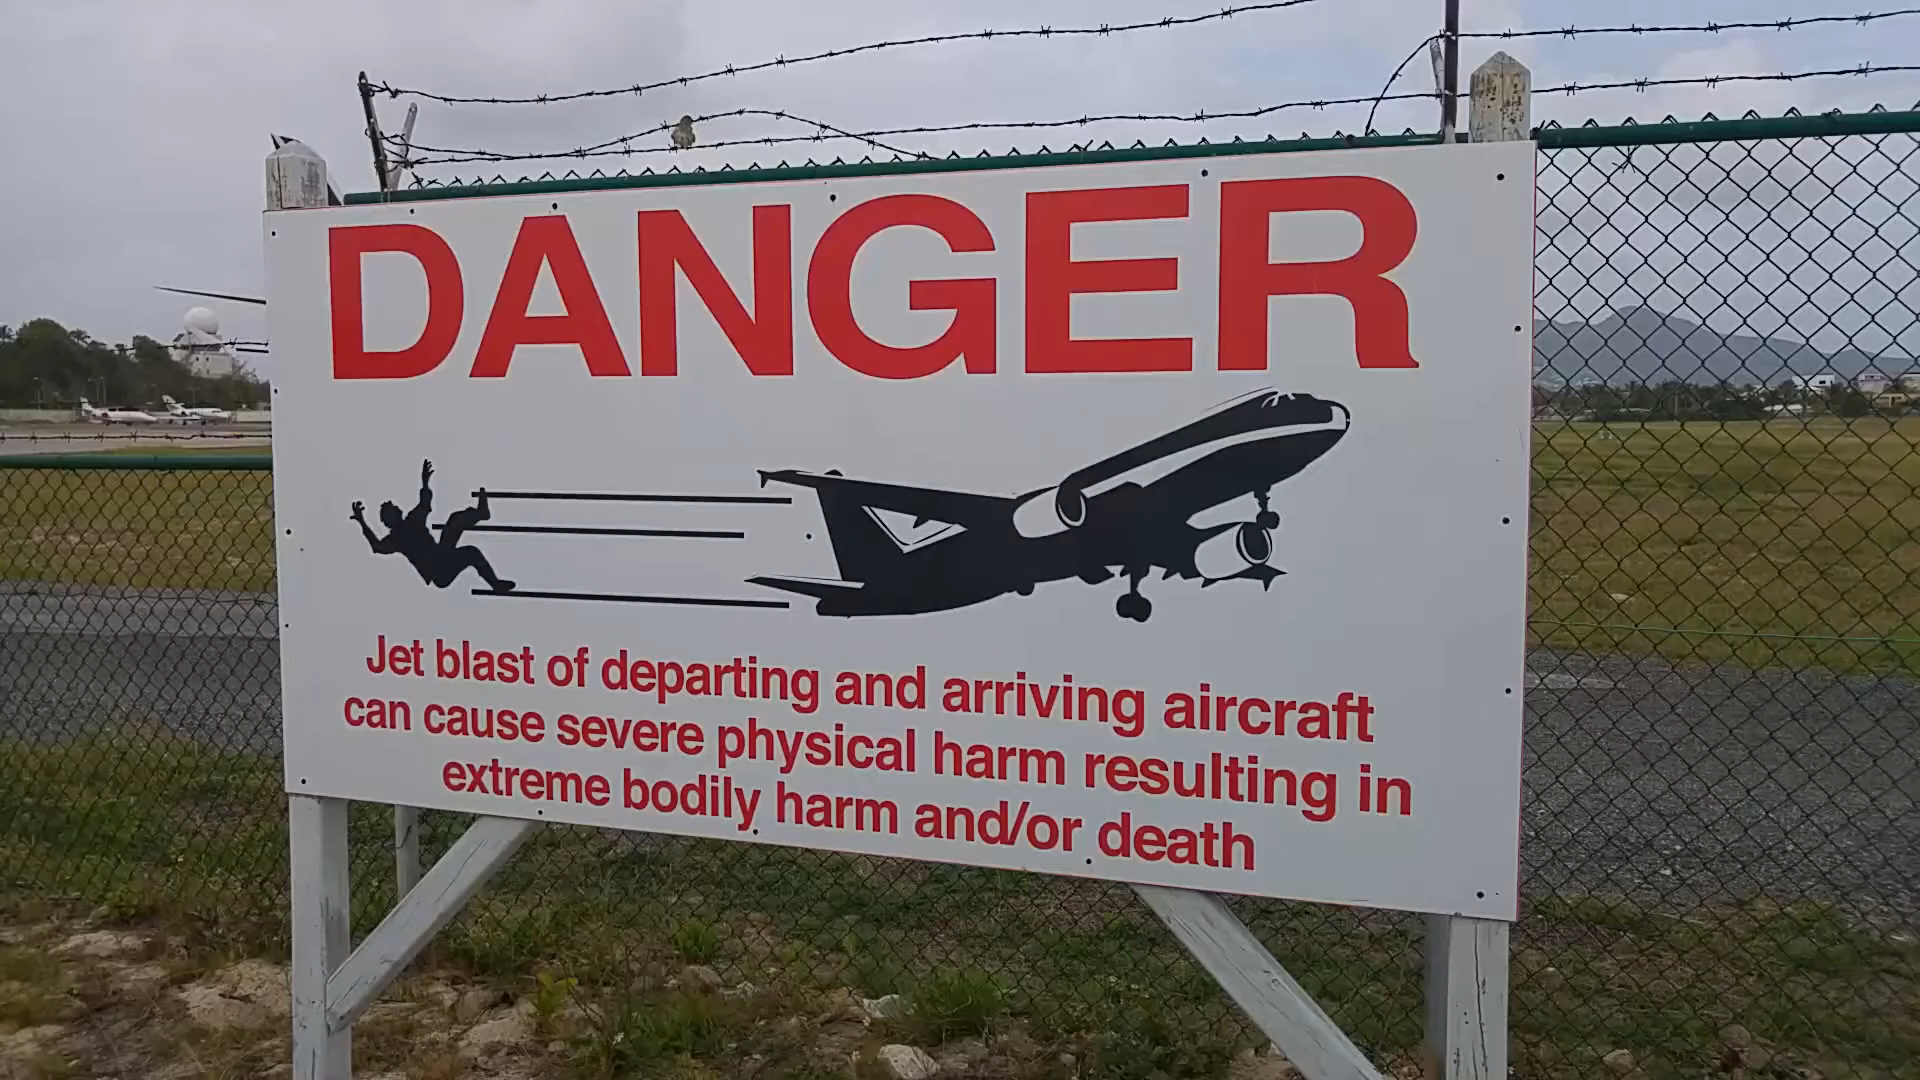 DANGER
Jet blast of departing and arriving aircraft
can cause severe physical harm resulting in
extreme bodily harm and/or death